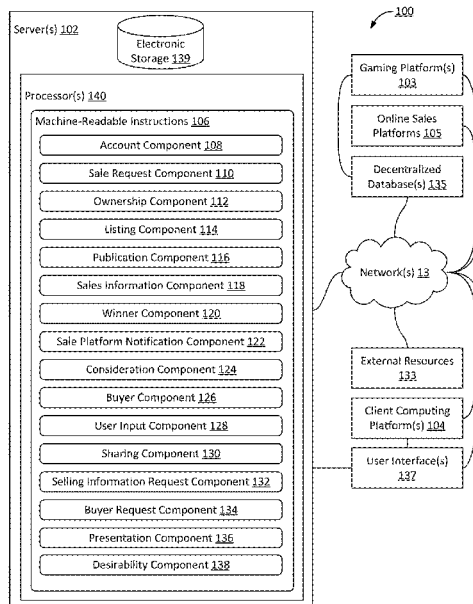 100
Server(s) 102
Electronic
Storage 139
Processor(s) 140
Machine-Readable Instructions 106
Account Component 108
Sale Request Component 110
Ownership Component 112
Listing Component 114
Publication Component 116
Sales Information Component 118
Winner Component 120
Sale Platform Notification Component 122
Consideration Component 124
Buyer Component 126
User Input Component 128
Sharing Component 130
Selling Information Request Component 132
Buyer Request Component 134
Presentation Component 136
Desirability Component 138
Gaming Platform(s)
103
Online Sales
Platforms 105
Decentralized
Database(s) 135
Network(s) 13
External Resources
133
Client Computing
Platform(s) 104
User Interface(s)
137